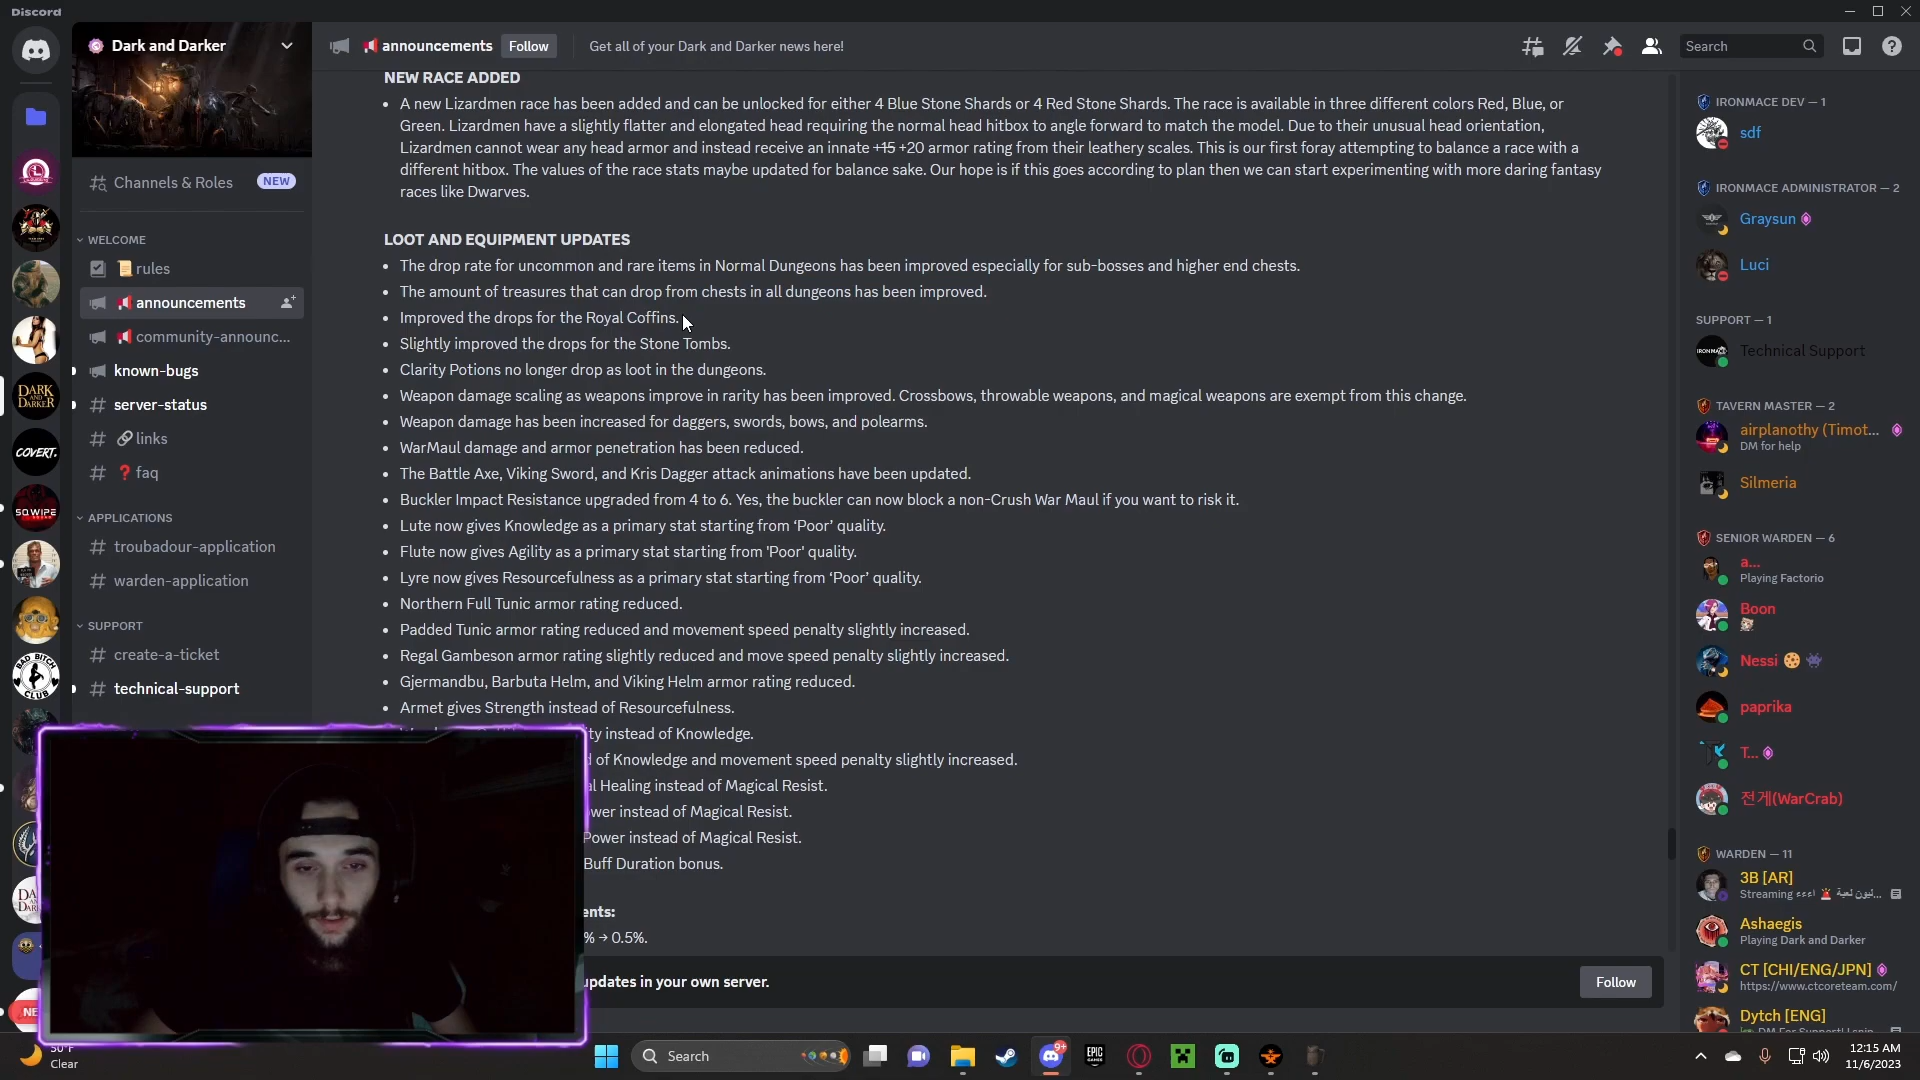 Discord
Dark and Darker
announcements
Follow
Get all of your Dark and Darker news here!
Search
Channels & Roles
NEW
WELCOME
rules
announcements
community-announc...
known-bugs
server-status
links
faq
APPLICATIONS
troubadour-application
warden-application
SUPPORT
create-a-ticket
technical-support
DARK AND DARKER
COVERT.
SQWIPE
BAD BITCH CLUB
NEW RACE ADDED
• A new Lizardmen race has been added and can be unlocked for either 4 Blue Stone Shards or 4 Red Stone Shards. The race is available in three different colors Red, Blue, or
Green. Lizardmen have a slightly flatter and elongated head requiring the normal head hitbox to angle forward to match the model. Due to their unusual head orientation,
Lizardmen cannot wear any head armor and instead receive an innate +15 +20 armor rating from their leathery scales. This is our first foray attempting to balance a race with a
different hitbox. The values of the race stats maybe updated for balance sake. Our hope is if this goes according to plan then we can start experimenting with more daring fantasy
races like Dwarves.
LOOT AND EQUIPMENT UPDATES
• The drop rate for uncommon and rare items in Normal Dungeons has been improved especially for sub-bosses and higher end chests.
• The amount of treasures that can drop from chests in all dungeons has been improved.
• Improved the drops for the Royal Coffins.
• Slightly improved the drops for the Stone Tombs.
• Clarity Potions no longer drop as loot in the dungeons.
• Weapon damage scaling as weapons improve in rarity has been improved. Crossbows, throwable weapons, and magical weapons are exempt from this change.
• Weapon damage has been increased for daggers, swords, bows, and polearms.
• WarMaul damage and armor penetration has been reduced.
• The Battle Axe, Viking Sword, and Kris Dagger attack animations have been updated.
• Buckler Impact Resistance upgraded from 4 to 6. Yes, the buckler can now block a non-Crush War Maul if you want to risk it.
• Lute now gives Knowledge as a primary stat starting from ‘Poor’ quality.
• Flute now gives Agility as a primary stat starting from 'Poor' quality.
• Lyre now gives Resourcefulness as a primary stat starting from ‘Poor’ quality.
• Northern Full Tunic armor rating reduced.
• Padded Tunic armor rating reduced and movement speed penalty slightly increased.
• Regal Gambeson armor rating slightly reduced and move speed penalty slightly increased.
• Gjermandbu, Barbuta Helm, and Viking Helm armor rating reduced.
• Armet gives Strength instead of Resourcefulness.
ty instead of Knowledge.
d of Knowledge and movement speed penalty slightly increased.
al Healing instead of Magical Resist.
wer instead of Magical Resist.
Power instead of Magical Resist.
Buff Duration bonus.
ents:
% → 0.5%.
updates in your own server.
Follow
IRONMACE DEV — 1
sdf
IRONMACE ADMINISTRATOR — 2
Graysun
Luci
SUPPORT — 1
IRONMACE
Technical Support
TAVERN MASTER — 2
airplanothy (Timot...
DM for help
Silmeria
SENIOR WARDEN — 6
a...
Playing Factorio
Boon
Nessi
paprika
T...
전게(WarCrab)
WARDEN — 11
3B [AR]
Streaming
Ashaegis
Playing Dark and Darker
CT [CHI/ENG/JPN]
https://www.ctcoreteam.com/
Dytch [ENG]
NE
50°F
Clear
Search
9+
EPIC GAMES
12:15 AM
11/6/2023